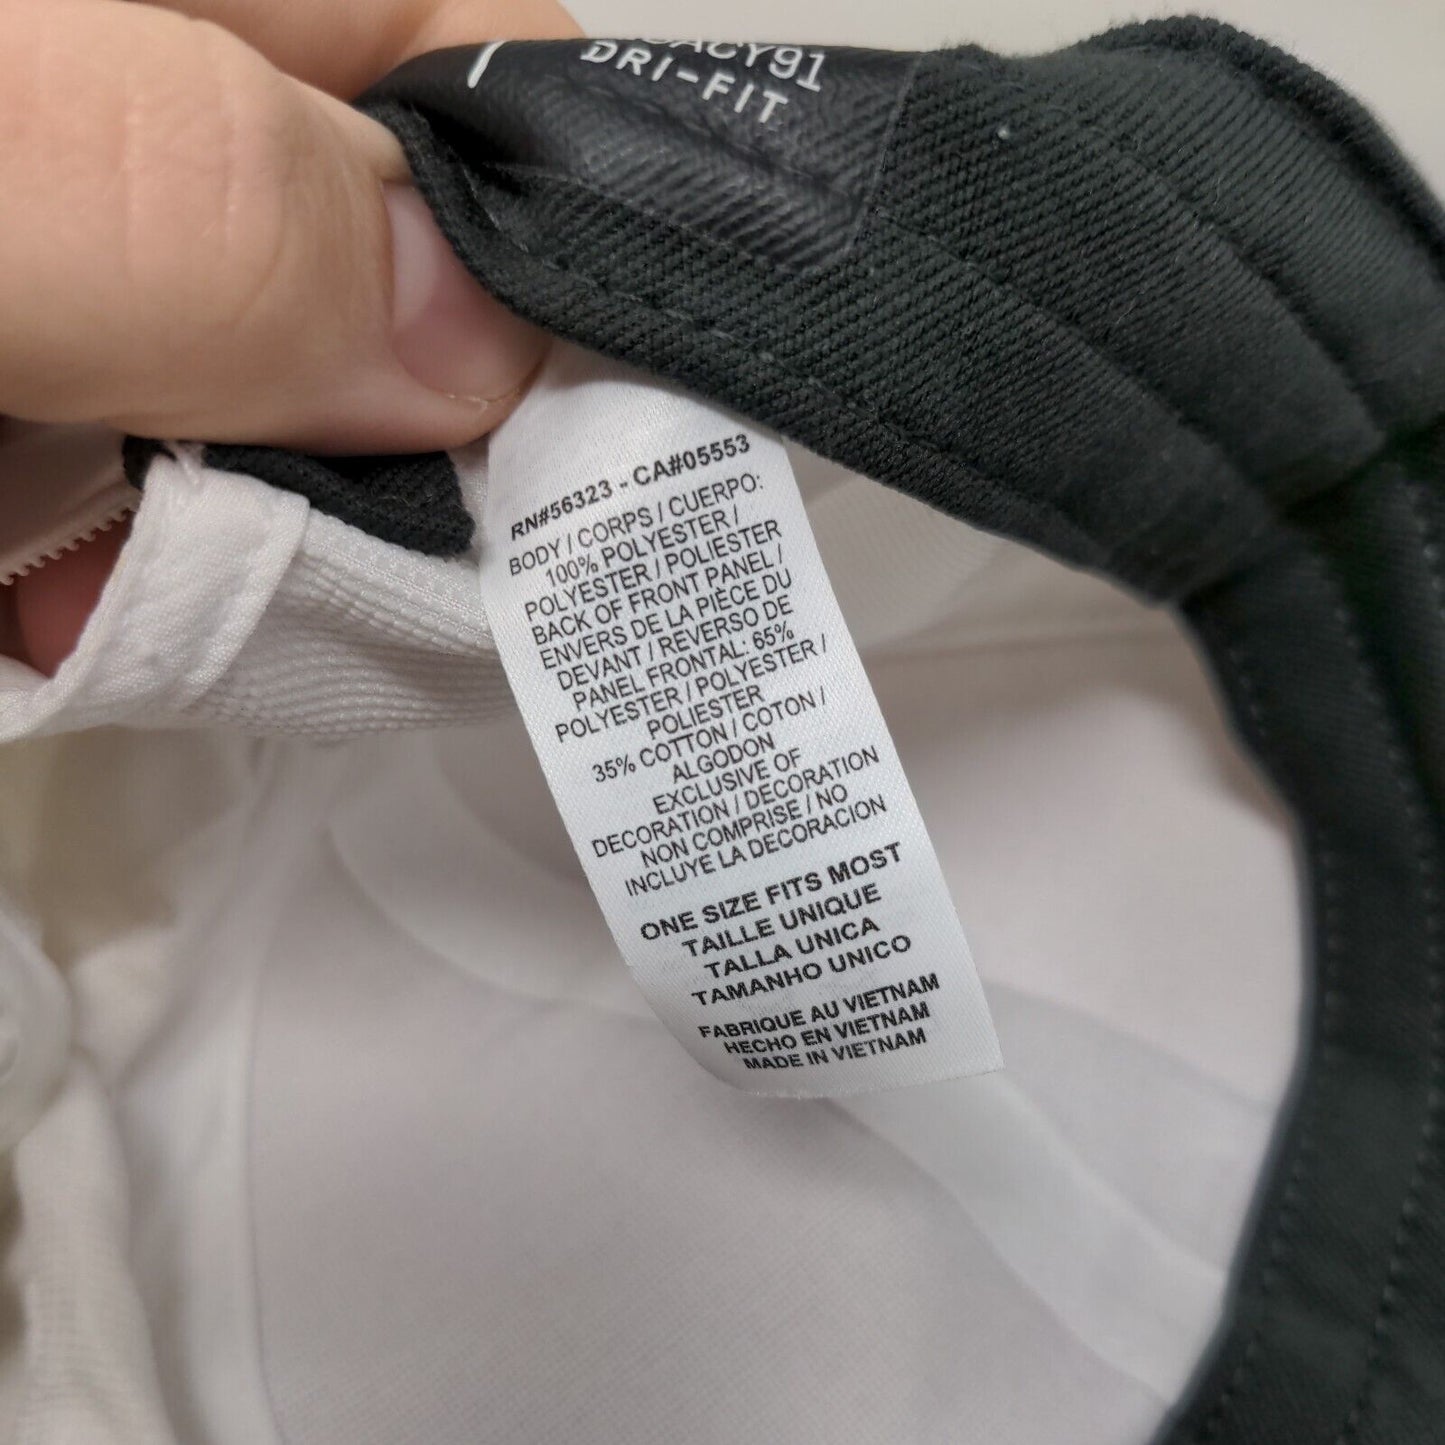 DRI-FIT
RN#56323 - CA#05553
BODY / CORPS / CUERPO:
100% POLYESTER /
POLYESTER / POLIESTER
BACK OF FRONT PANEL /
ENVERS DE LA PIÈCE DU
DEVANT / REVERSO DE
PANEL FRONTAL: 65%
POLYESTER / POLYESTER /
POLIESTER
35% COTTON / COTON /
ALGODON
EXCLUSIVE OF
DECORATION / DECORATION
NON COMPRISE / NO
INCLUYE LA DECORACION
ONE SIZE FITS MOST
TAILLE UNIQUE
TALLA UNICA
TAMANHO UNICO
FABRIQUE AU VIETNAM
HECHO EN VIETNAM
MADE IN VIETNAM